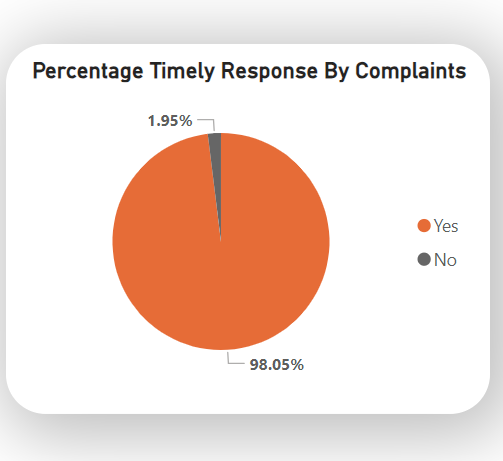 Percentage Timely Response By Complaints
1.95%
Yes
No
98.05%